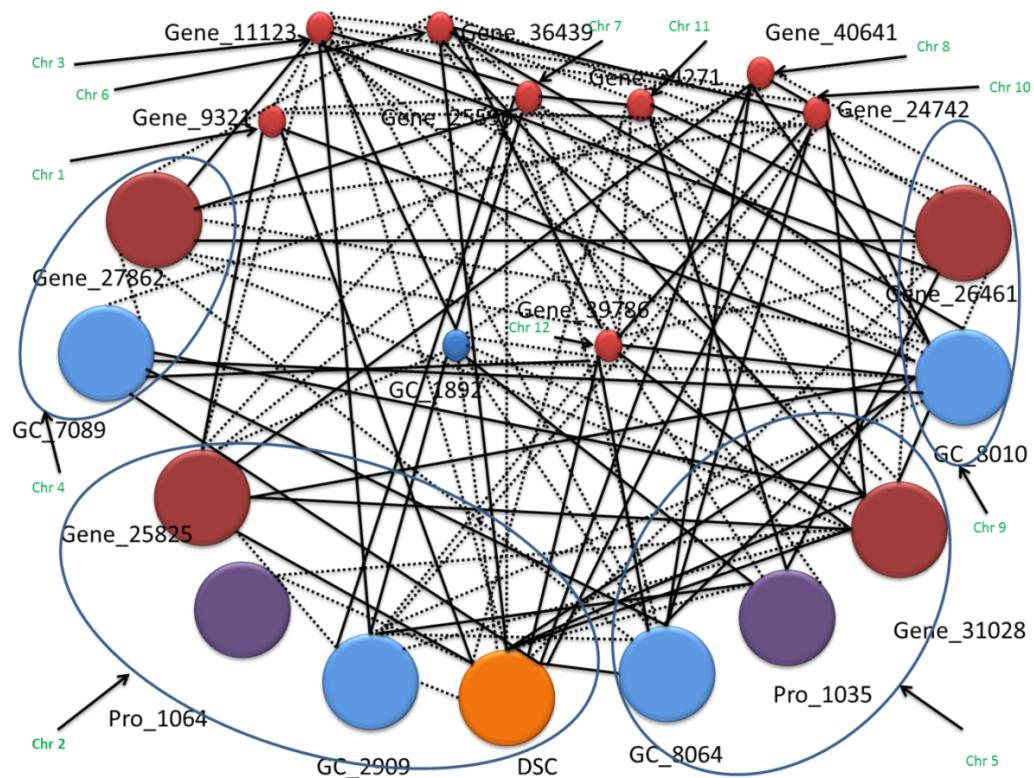 Gene_11123
Gene_36439
Chr 7
Chr 11
Gene_40641
Chr 8
Chr 3
Chr 6
Gene_24271
Chr 10
Gene_9321
Gene_24742
Chr 1
Gene_27862
Gene_26461
Gene_39786
Chr 12
GC_1892
GC_7089
GC_8010
Chr 4
Chr 9
Gene_25825
Gene_31028
Pro_1064
Pro_1035
Chr 2
GC_2909
DSC
GC_8064
Chr 5